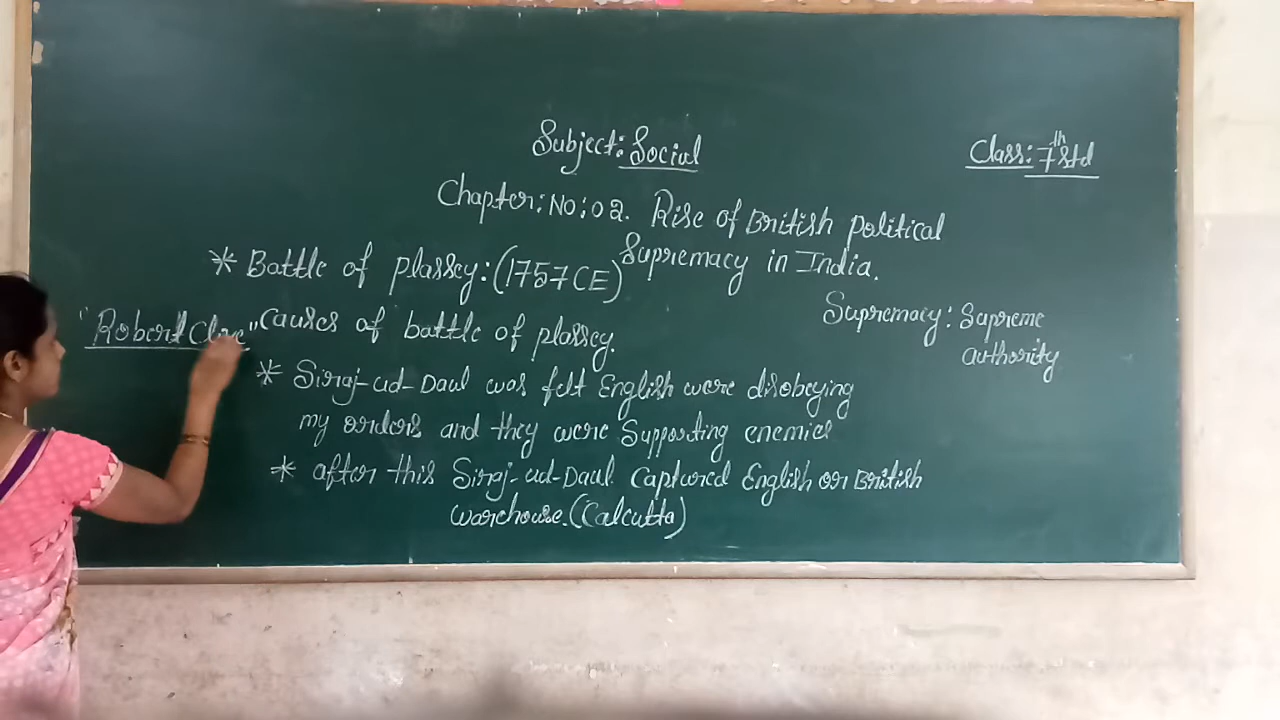 Subject: Social
Class: 7th Std
Chapter: No: 02. Rise of British political
Supremacy in India.
* Battle of plassey: (1757CE)
Supremacy: Supreme
authority
"Robert Clive"
Causes of battle of plassey.
* Siraj-ud-Daul was felt English were disobeying
my orders and they were Supporting enemies
* after this Siraj-ud-Daul Captured English or British
warehouse. (Calcutta)